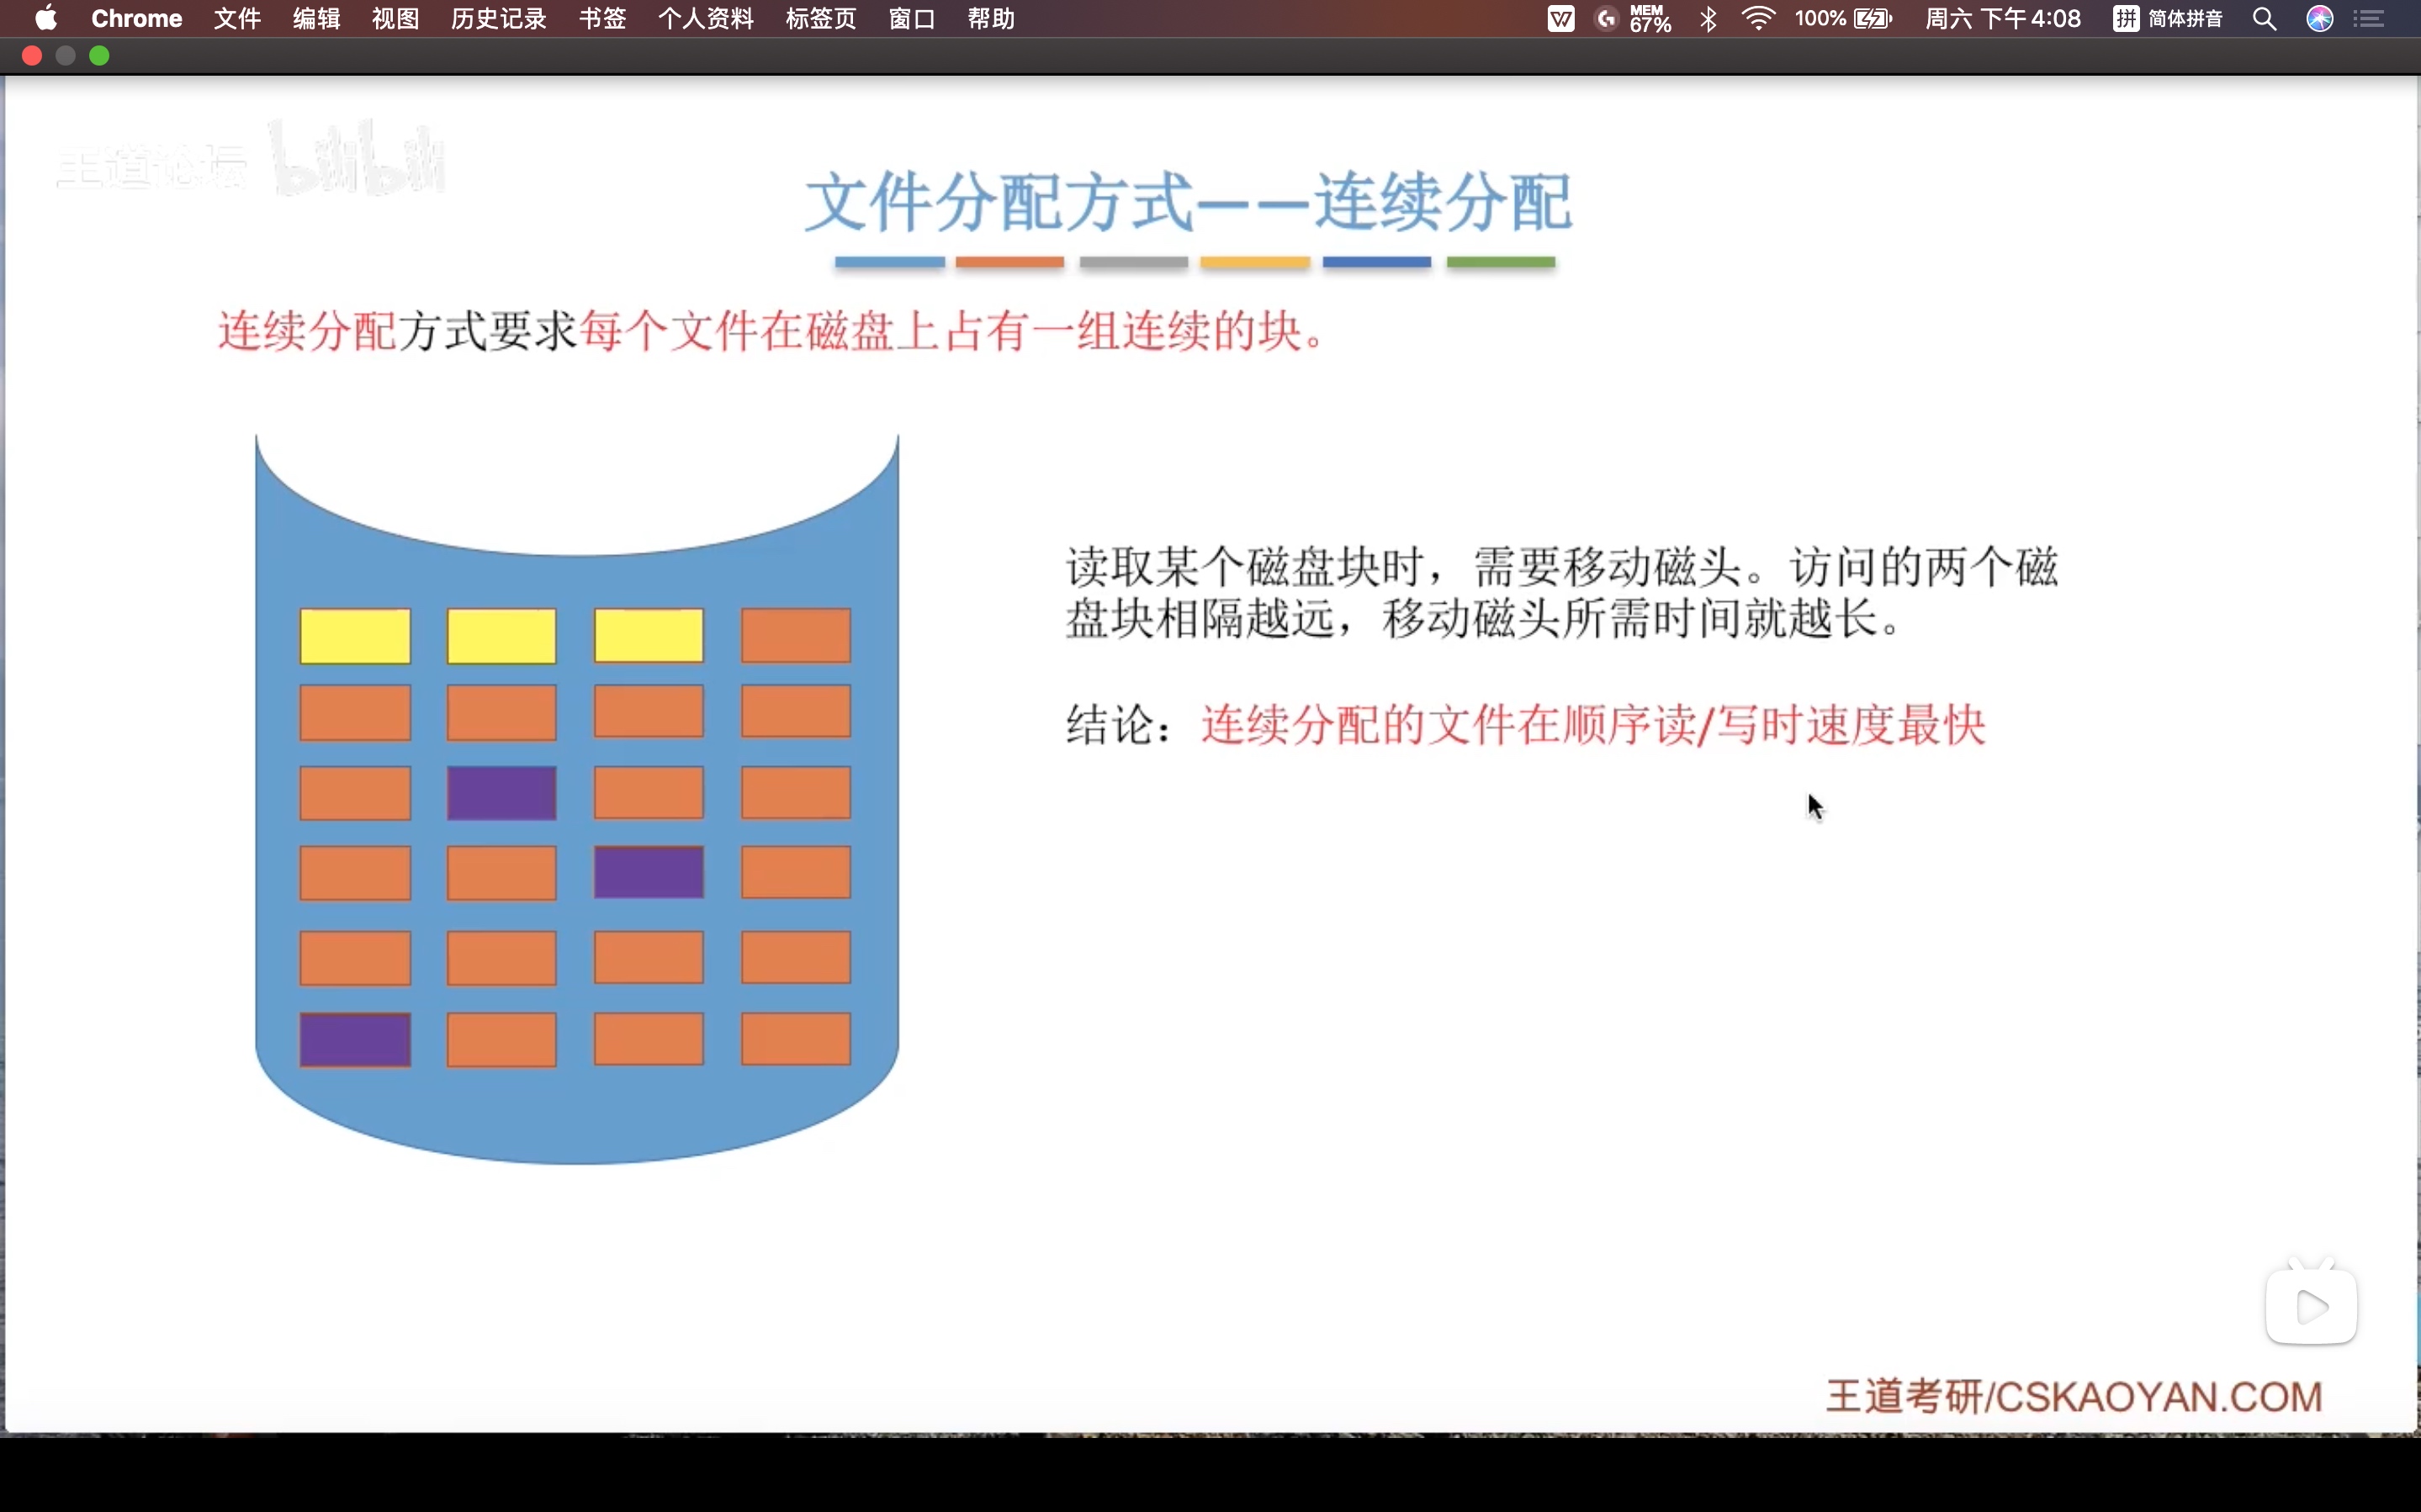 Chrome 文件 编辑 视图 历史记录 书签 个人资料 标签页 窗口 帮助 MEM 67% 100% 周六 下午4:08 拼 简体拼音
王道论坛 bilibili
文件分配方式——连续分配
连续分配方式要求每个文件在磁盘上占有一组连续的块。
读取某个磁盘块时，需要移动磁头。访问的两个磁
盘块相隔越远，移动磁头所需时间就越长。
结论：连续分配的文件在顺序读/写时速度最快
王道考研/CSKAOYAN.COM